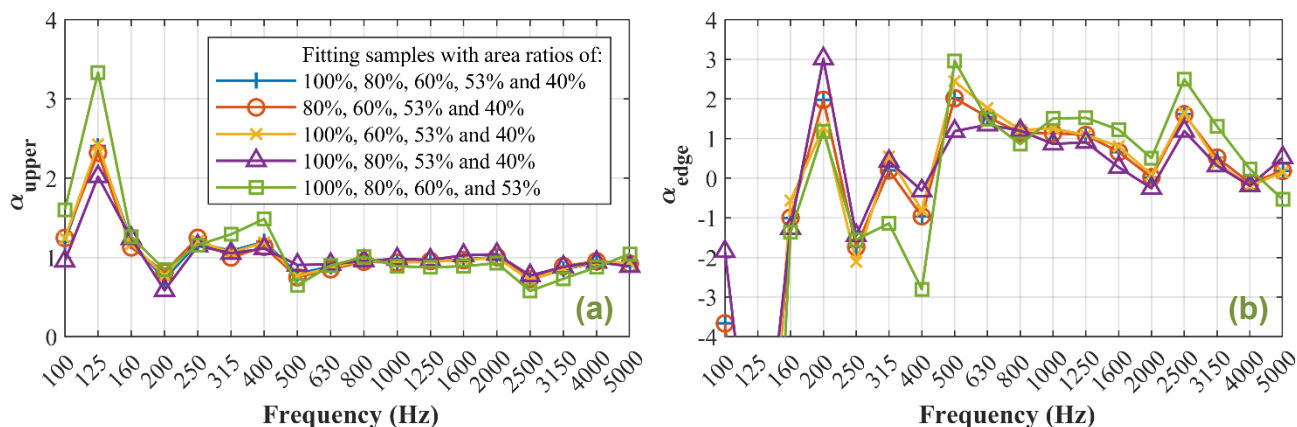 4
3
2
1
0
α upper
Fitting samples with area ratios of:
100%, 80%, 60%, 53% and 40%
80%, 60%, 53% and 40%
100%, 60%, 53% and 40%
100%, 80%, 53% and 40%
100%, 80%, 60%, and 53%
(a)
100 125 160 200 250 315 400 500 630 800 1000 1250 1600 2000 2500 3150 4000 5000
Frequency (Hz)
4
3
2
1
0
-1
-2
-3
-4
α edge
(b)
100 125 160 200 250 315 400 500 630 800 1000 1250 1600 2000 2500 3150 4000 5000
Frequency (Hz)